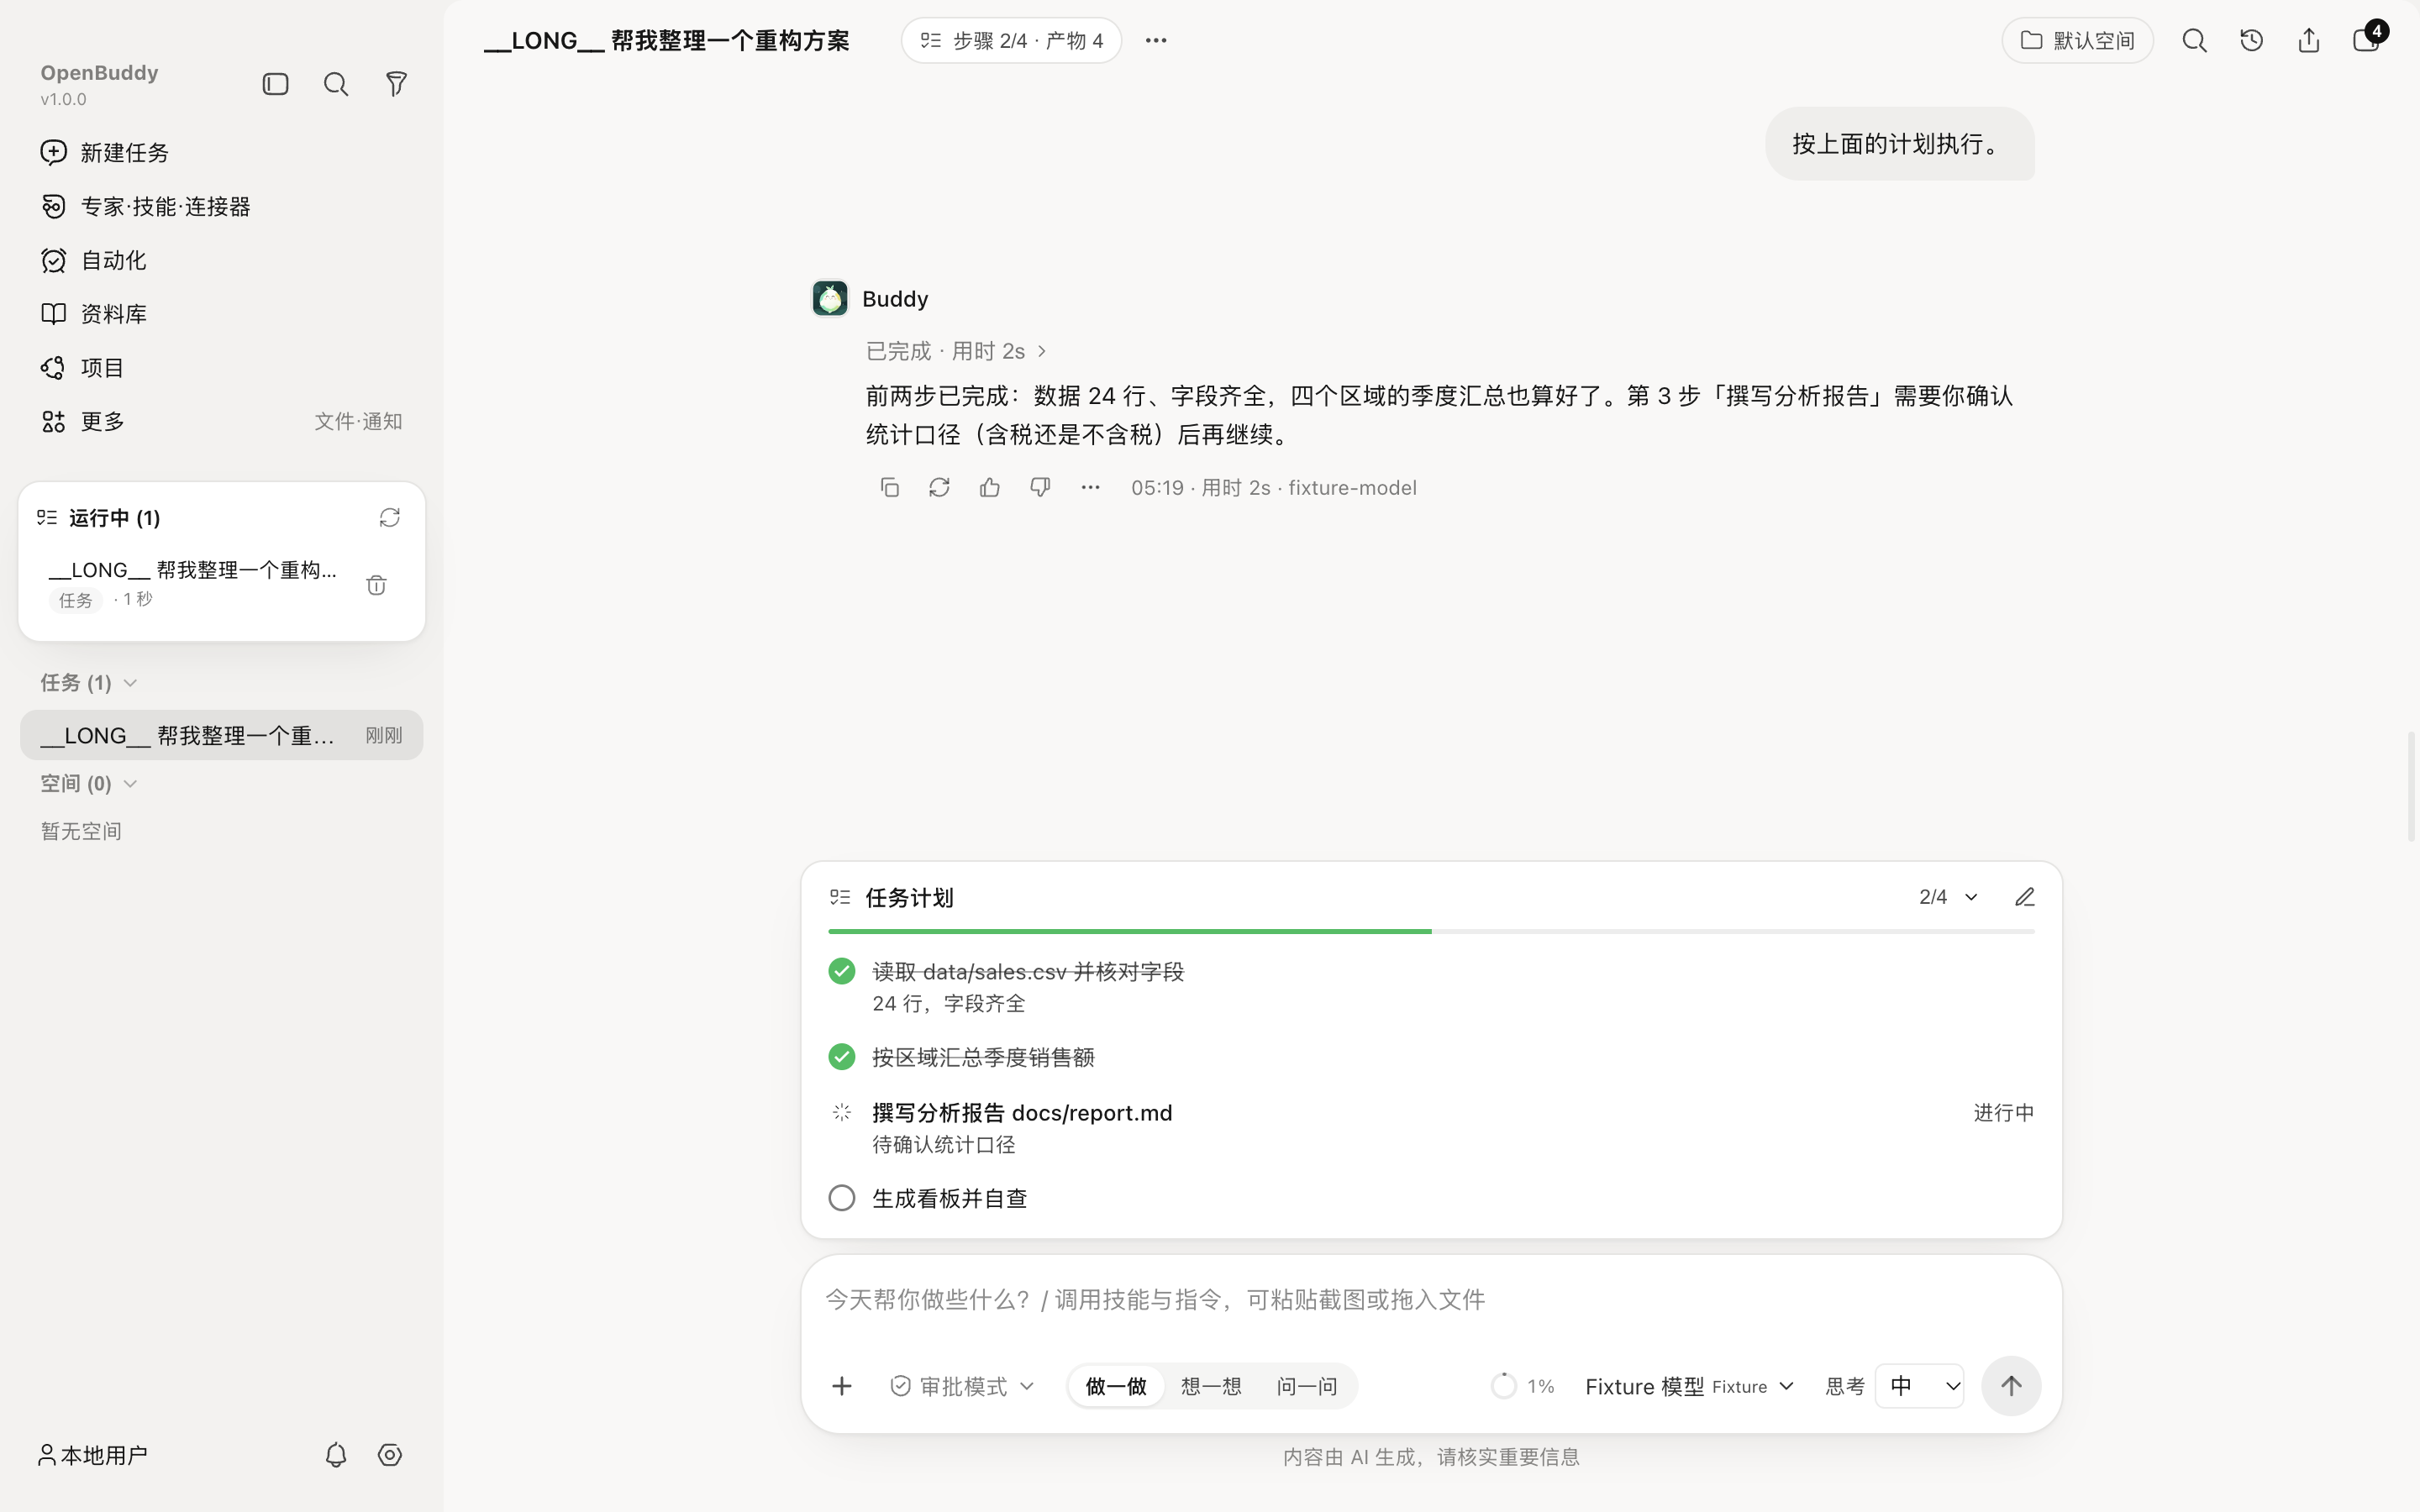 OpenBuddy
v1.0.0
新建任务
专家·技能·连接器
自动化
资料库
项目
更多 文件·通知
运行中 (1)
__LONG__ 帮我整理一个重构...
任务 · 1 秒
任务 (1)
__LONG__ 帮我整理一个重... 刚刚
空间 (0)
暂无空间
本地用户
__LONG__ 帮我整理一个重构方案
步骤 2/4 · 产物 4
默认空间
4
按上面的计划执行。
Buddy
已完成 · 用时 2s
前两步已完成：数据 24 行、字段齐全，四个区域的季度汇总也算好了。第 3 步「撰写分析报告」需要你确认
统计口径（含税还是不含税）后再继续。
05:19 · 用时 2s · fixture-model
任务计划 2/4
读取 data/sales.csv 并核对字段
24 行，字段齐全
按区域汇总季度销售额
撰写分析报告 docs/report.md 进行中
待确认统计口径
生成看板并自查
今天帮你做些什么？/ 调用技能与指令，可粘贴截图或拖入文件
审批模式 做一做 想一想 问一问 1% Fixture 模型 Fixture 思考 中
内容由 AI 生成，请核实重要信息